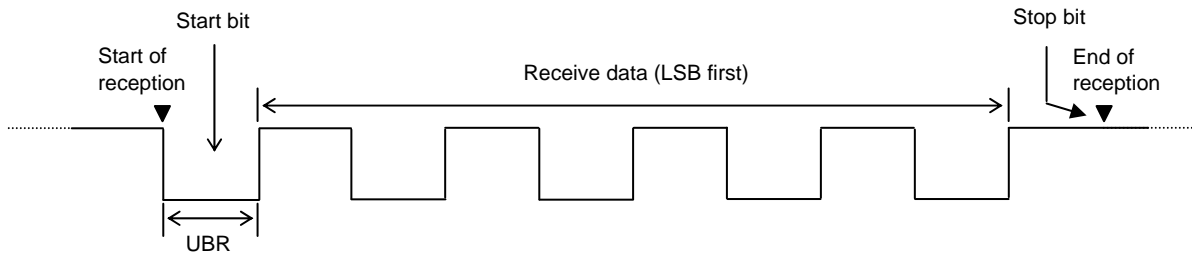 Start bit
Stop bit
Start of
reception
Receive data (LSB first)
End of
reception
UBR